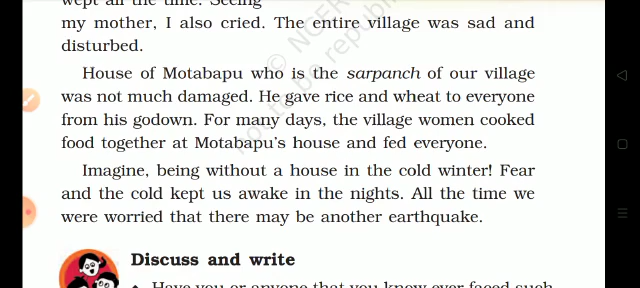 wept all the time. Seeing
my mother, I also cried. The entire village was sad and
disturbed.
House of Motabapu who is the sarpanch of our village
was not much damaged. He gave rice and wheat to everyone
from his godown. For many days, the village women cooked
food together at Motabapu's house and fed everyone.
Imagine, being without a house in the cold winter! Fear
and the cold kept us awake in the nights. All the time we
were worried that there may be another earthquake.
Discuss and write
Have you or anyone that you know ever faced such